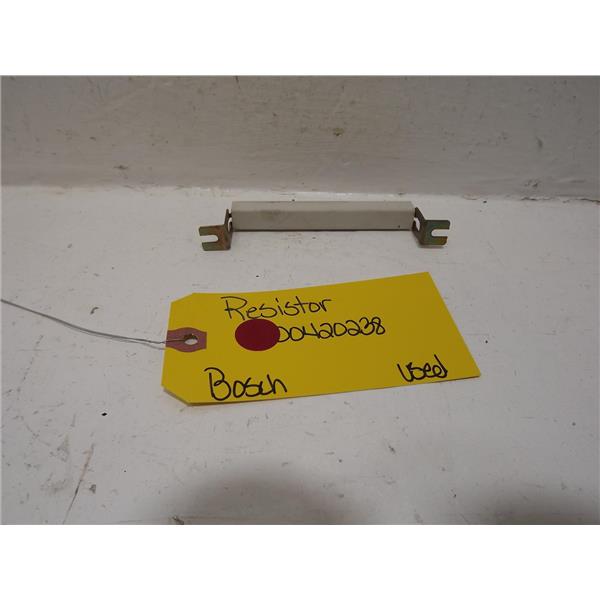 Resistor
00420238
Bosch
Used